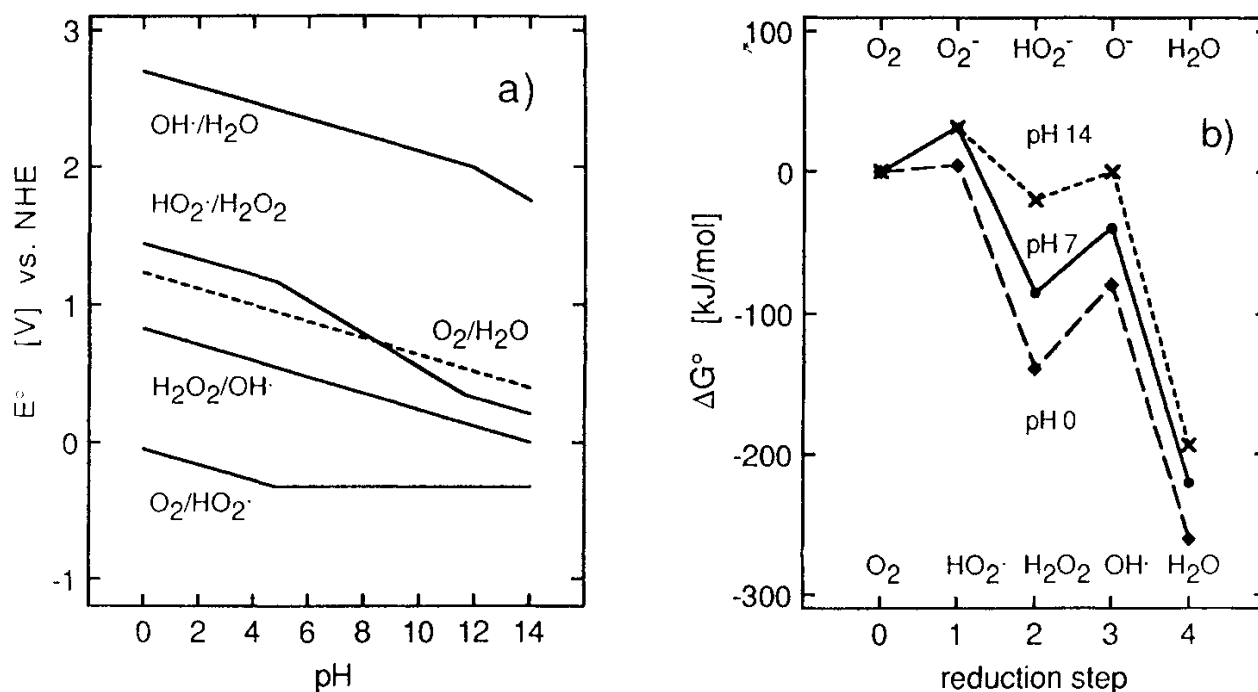 a)
E° [V] vs. NHE
3
2
1
0
-1
OH·/H₂O
HO₂·/H₂O₂
O₂/H₂O
H₂O₂/OH·
O₂/HO₂·
0 2 4 6 8 10 12 14
pH
b)
ΔG° [kJ/mol]
100
0
-100
-200
-300
O₂ O₂⁻ HO₂⁻ O⁻ H₂O
pH 14
pH 7
pH 0
O₂ HO₂· H₂O₂ OH· H₂O
0 1 2 3 4
reduction step